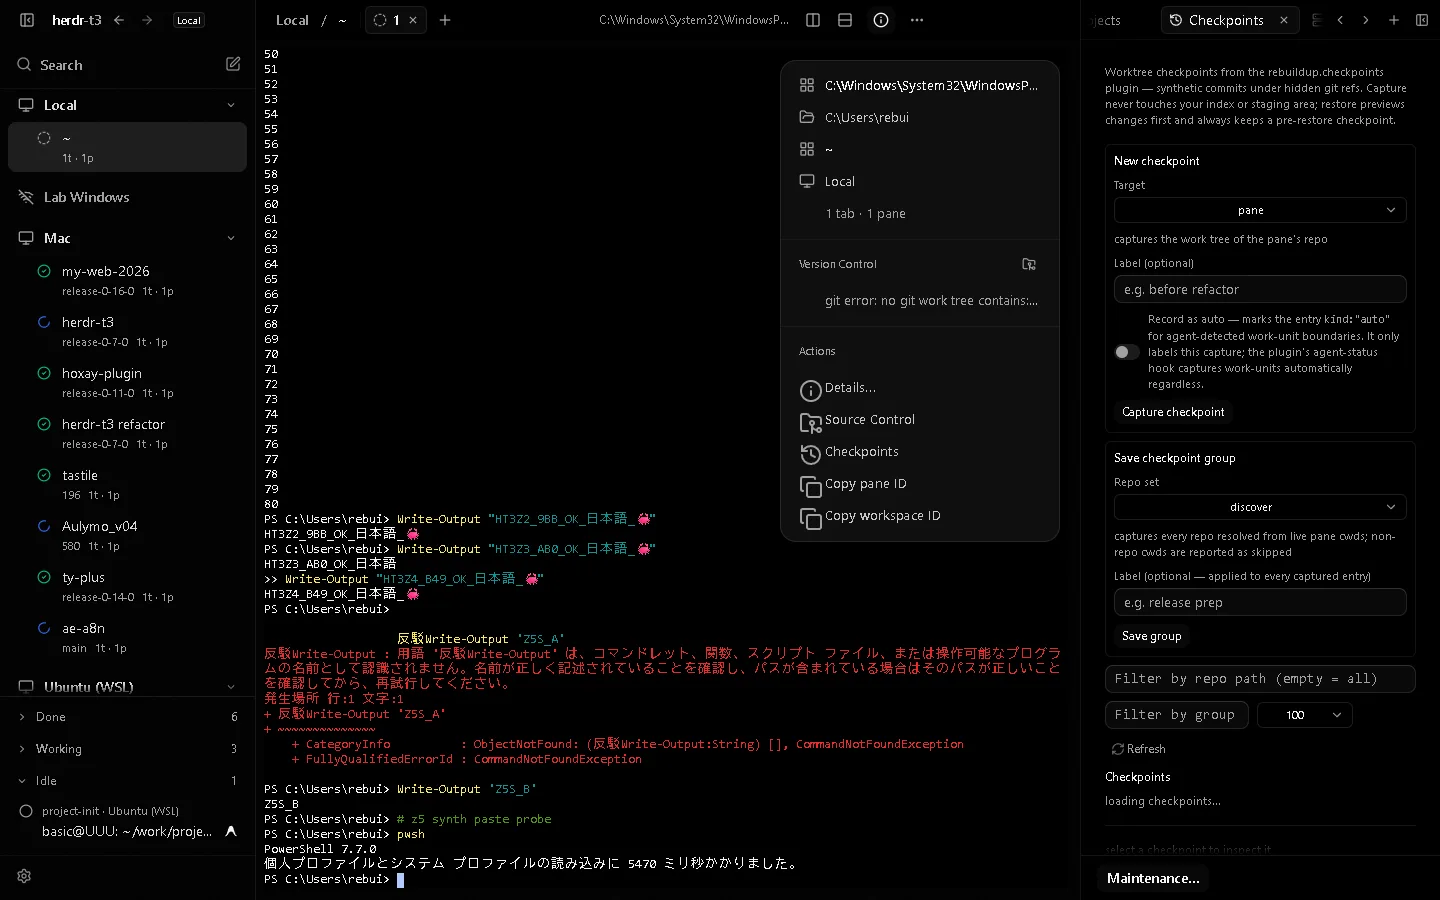 herdr-t3
Local
Search
Local
~
1t · 1p
Lab Windows
Mac
my-web-2026
release-0-16-0 1t · 1p
herdr-t3
release-0-7-0 1t · 1p
hoxay-plugin
release-0-11-0 1t · 1p
herdr-t3 refactor
release-0-7-0 1t · 1p
tastile
196 1t · 1p
Aulymo_v04
580 1t · 1p
ty-plus
release-0-14-0 1t · 1p
ae-a8n
main 1t · 1p
Ubuntu (WSL)
Done 6
Working 3
Idle 1
project-init · Ubuntu (WSL)
basic@UUU: ~/work/proje...
Local / ~
1
C:\Windows\System32\WindowsP...
50
51
52
53
54
55
56
57
58
59
60
61
62
63
64
65
66
67
68
69
70
71
72
73
74
75
76
77
78
79
80
PS C:\Users\rebui> Write-Output "HT3Z2_9BB_OK_日本語_🦀"
HT3Z2_9BB_OK_日本語_🦀
PS C:\Users\rebui> Write-Output "HT3Z3_AB0_OK_日本語_🦀"
HT3Z3_AB0_OK_日本語
>> Write-Output "HT3Z4_B49_OK_日本語_🦀"
HT3Z4_B49_OK_日本語_🦀
PS C:\Users\rebui>
反駁Write-Output 'Z5S_A'
反駁Write-Output : 用語 '反駁Write-Output' は、コマンドレット、関数、スクリプト ファイル、または操作可能なプログラ
ムの名前として認識されません。名前が正しく記述されていることを確認し、パスが含まれている場合はそのパスが正しいこと
を確認してから、再試行してください。
発生場所 行:1 文字:1
+ 反駁Write-Output 'Z5S_A'
+ ~~~~~~~~~~~~~~
+ CategoryInfo : ObjectNotFound: (反駁Write-Output:String) [], CommandNotFoundException
+ FullyQualifiedErrorId : CommandNotFoundException
PS C:\Users\rebui> Write-Output 'Z5S_B'
Z5S_B
PS C:\Users\rebui> # z5 synth paste probe
PS C:\Users\rebui> pwsh
PowerShell 7.7.0
個人プロファイルとシステム プロファイルの読み込みに 5470 ミリ秒かかりました。
PS C:\Users\rebui>
C:\Windows\System32\WindowsP...
C:\Users\rebui
~
Local
1 tab · 1 pane
Version Control
git error: no git work tree contains:...
Actions
Details...
Source Control
Checkpoints
Copy pane ID
Copy workspace ID
ojects
Checkpoints
Worktree checkpoints from the rebuildup.checkpoints
plugin — synthetic commits under hidden git refs. Capture
never touches your index or staging area; restore previews
changes first and always keeps a pre-restore checkpoint.
New checkpoint
Target
pane
captures the work tree of the pane's repo
Label (optional)
e.g. before refactor
Record as auto — marks the entry kind:"auto"
for agent-detected work-unit boundaries. It only
labels this capture; the plugin's agent-status
hook captures work-units automatically
regardless.
Capture checkpoint
Save checkpoint group
Repo set
discover
captures every repo resolved from live pane cwds; non-
repo cwds are reported as skipped
Label (optional — applied to every captured entry)
e.g. release prep
Save group
Filter by repo path (empty = all)
Filter by group
100
Refresh
Checkpoints
loading checkpoints...
select a checkpoint to inspect it
Maintenance...